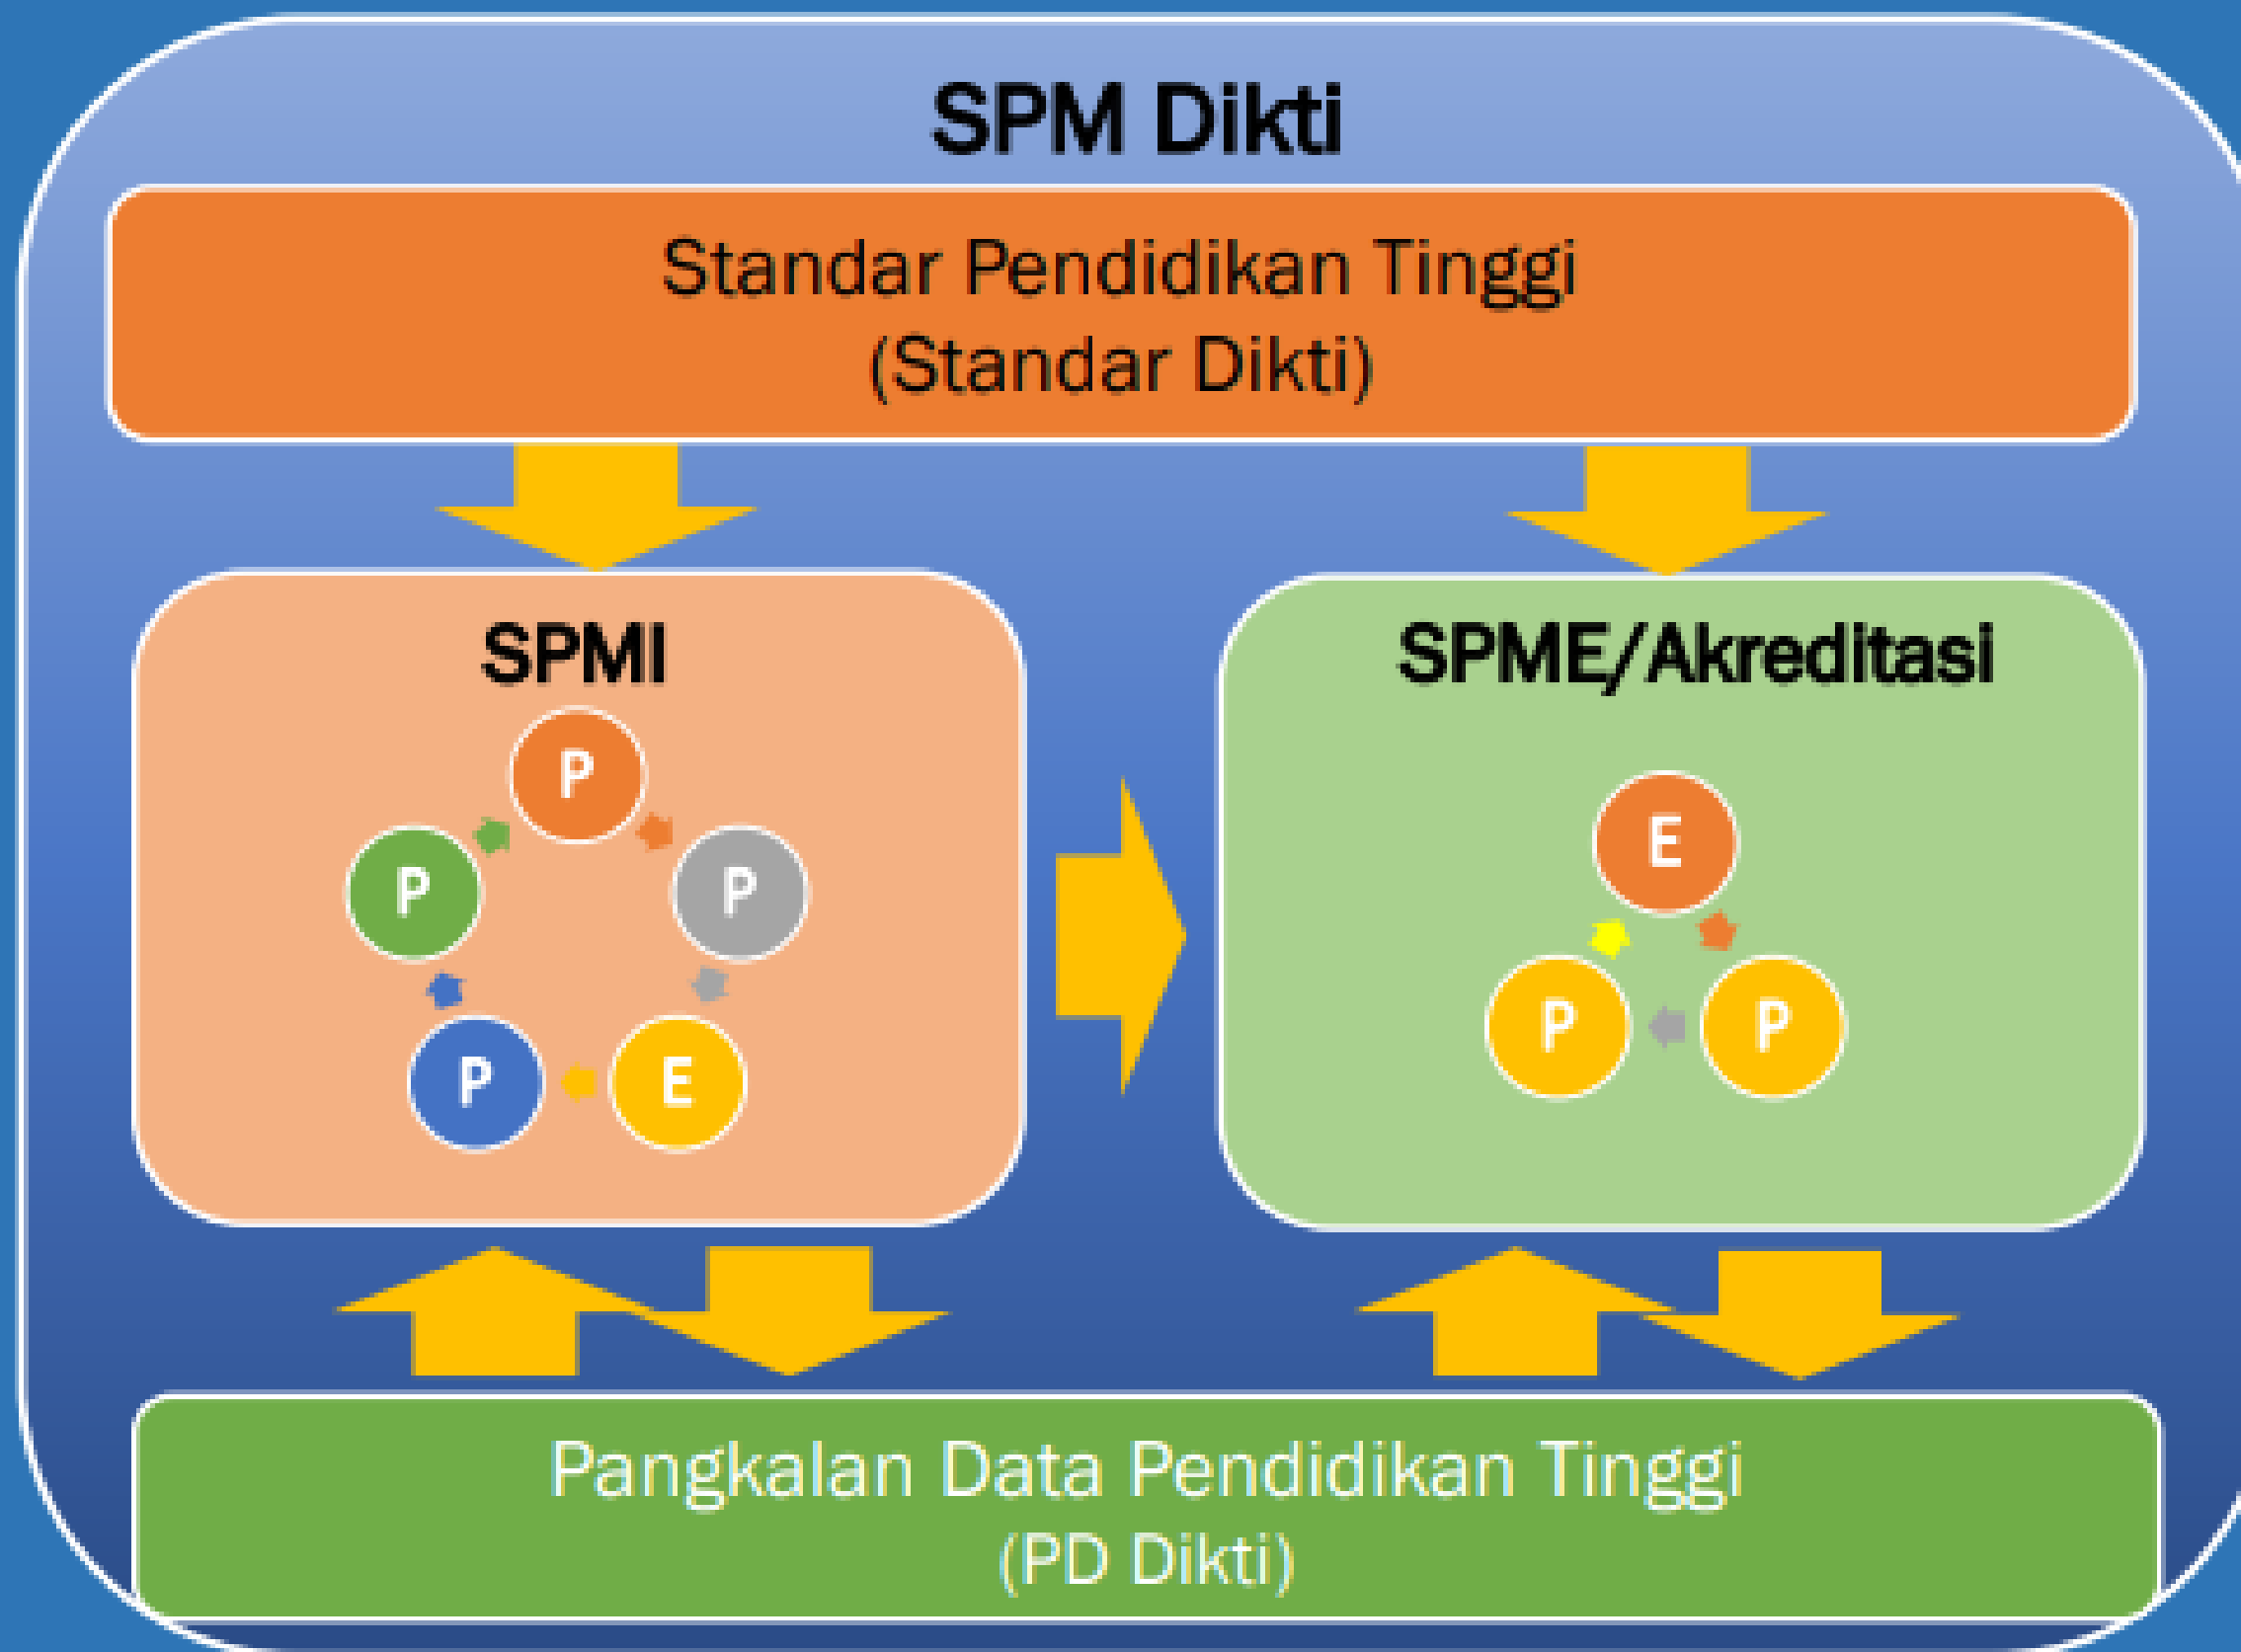 SPM Dikti
Standar Pendidikan Tinggi
(Standar Dikti)
SPMI
P
P
P
P
E
SPME/Akreditasi
E
P
P
Pangkalan Data Pendidikan Tinggi
(PD Dikti)